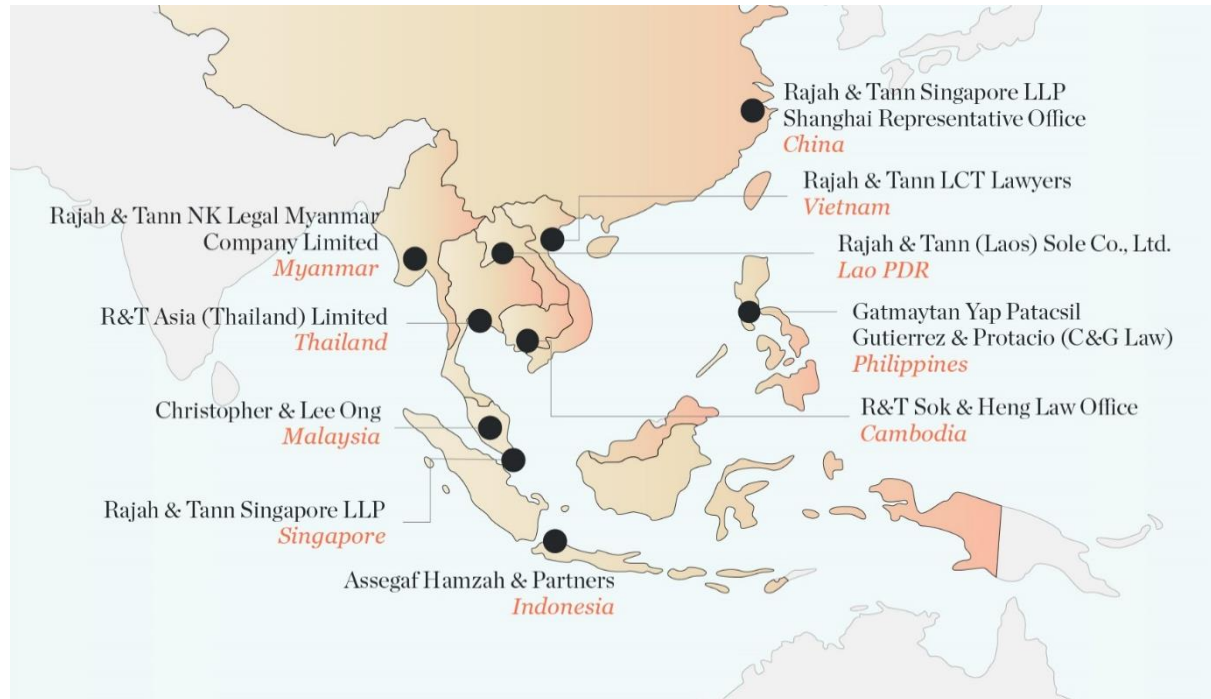 Rajah & Tann Singapore LLP
Shanghai Representative Office
China
Rajah & Tann LCT Lawyers
Vietnam
Rajah & Tann NK Legal Myanmar
Company Limited
Myanmar
Rajah & Tann (Laos) Sole Co., Ltd.
Lao PDR
R&T Asia (Thailand) Limited
Thailand
Gatmaytan Yap Patacsil
Gutierrez & Protacio (C&G Law)
Philippines
Christopher & Lee Ong
Malaysia
R&T Sok & Heng Law Office
Cambodia
Rajah & Tann Singapore LLP
Singapore
Assegaf Hamzah & Partners
Indonesia